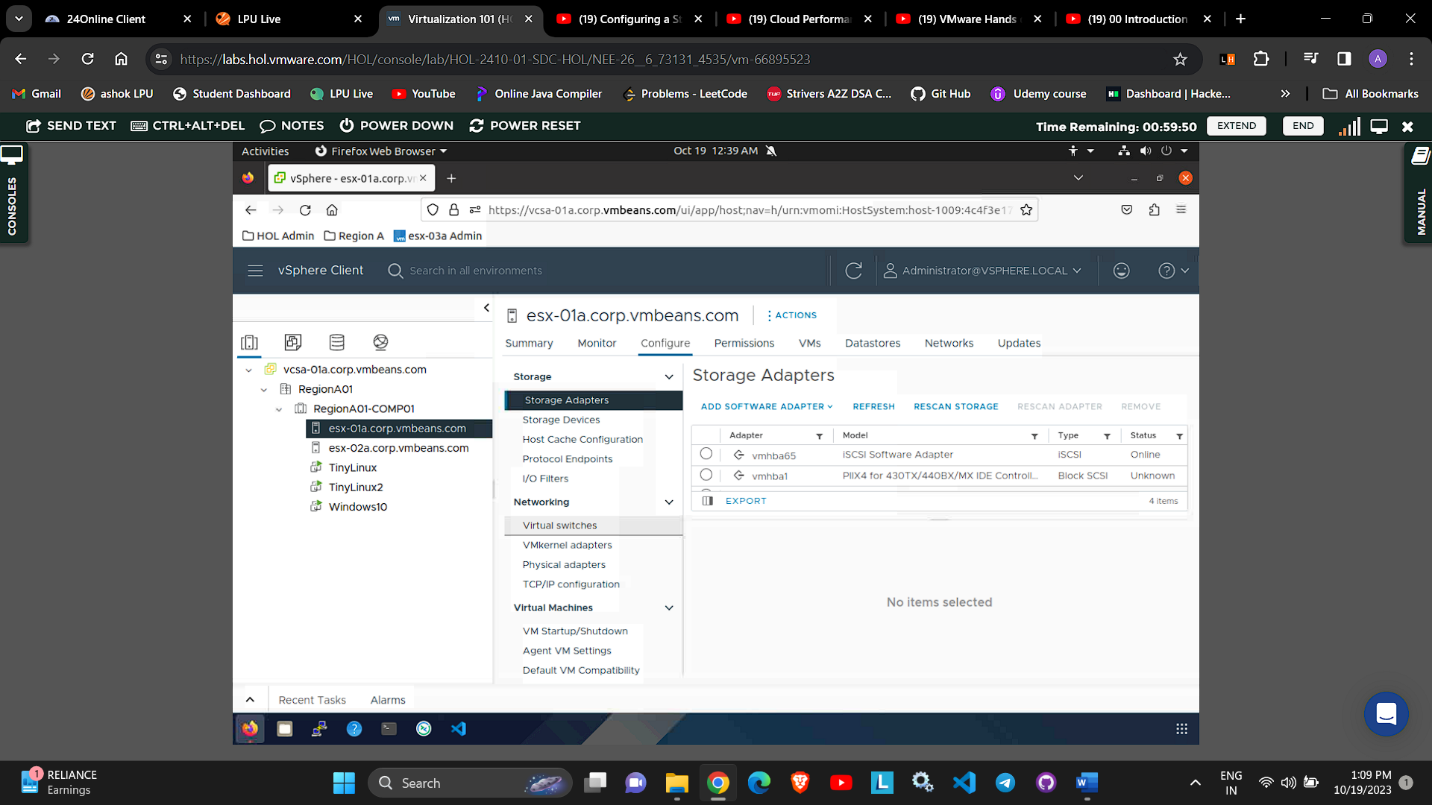 24Online Client
LPU Live
Virtualization 101 (HO
(19) Configuring a St
(19) Cloud Performa
(19) VMware Hands
(19) 00 Introduction
https://labs.hol.vmware.com/HOL/console/lab/HOL-2410-01-SDC-HOL/NEE-26__6_73131_4535/vm-66895523
A
Gmail
ashok LPU
Student Dashboard
LPU Live
YouTube
Online Java Compiler
Problems - LeetCode
Strivers A2Z DSA C...
Git Hub
Udemy course
Dashboard | Hacke...
»
All Bookmarks
SEND TEXT
CTRL+ALT+DEL
NOTES
POWER DOWN
POWER RESET
Time Remaining: 00:59:50
EXTEND
END
CONSOLES
MANUAL
Activities
Firefox Web Browser
Oct 19 12:39 AM
vSphere - esx-01a.corp.vm
https://vcsa-01a.corp.vmbeans.com/ui/app/host;nav=h/urn:vmomi:HostSystem:host-1009:4c4f3e17
HOL Admin
Region A
esx-03a Admin
vSphere Client
Search in all environments
Administrator@VSPHERE.LOCAL
vcsa-01a.corp.vmbeans.com
RegionA01
RegionA01-COMP01
esx-01a.corp.vmbeans.com
esx-02a.corp.vmbeans.com
TinyLinux
TinyLinux2
Windows10
esx-01a.corp.vmbeans.com
ACTIONS
Summary
Monitor
Configure
Permissions
VMs
Datastores
Networks
Updates
Storage
Storage Adapters
Storage Devices
Host Cache Configuration
Protocol Endpoints
I/O Filters
Networking
Virtual switches
VMkernel adapters
Physical adapters
TCP/IP configuration
Virtual Machines
VM Startup/Shutdown
Agent VM Settings
Default VM Compatibility
Storage Adapters
ADD SOFTWARE ADAPTER
REFRESH
RESCAN STORAGE
RESCAN ADAPTER
REMOVE
Adapter
Model
Type
Status
vmhba65
iSCSI Software Adapter
iSCSI
Online
vmhba1
PIIX4 for 430TX/440BX/MX IDE Controll...
Block SCSI
Unknown
EXPORT
4 items
No items selected
Recent Tasks
Alarms
1
RELIANCE
Earnings
Search
ENG
IN
1:09 PM
10/19/2023
1